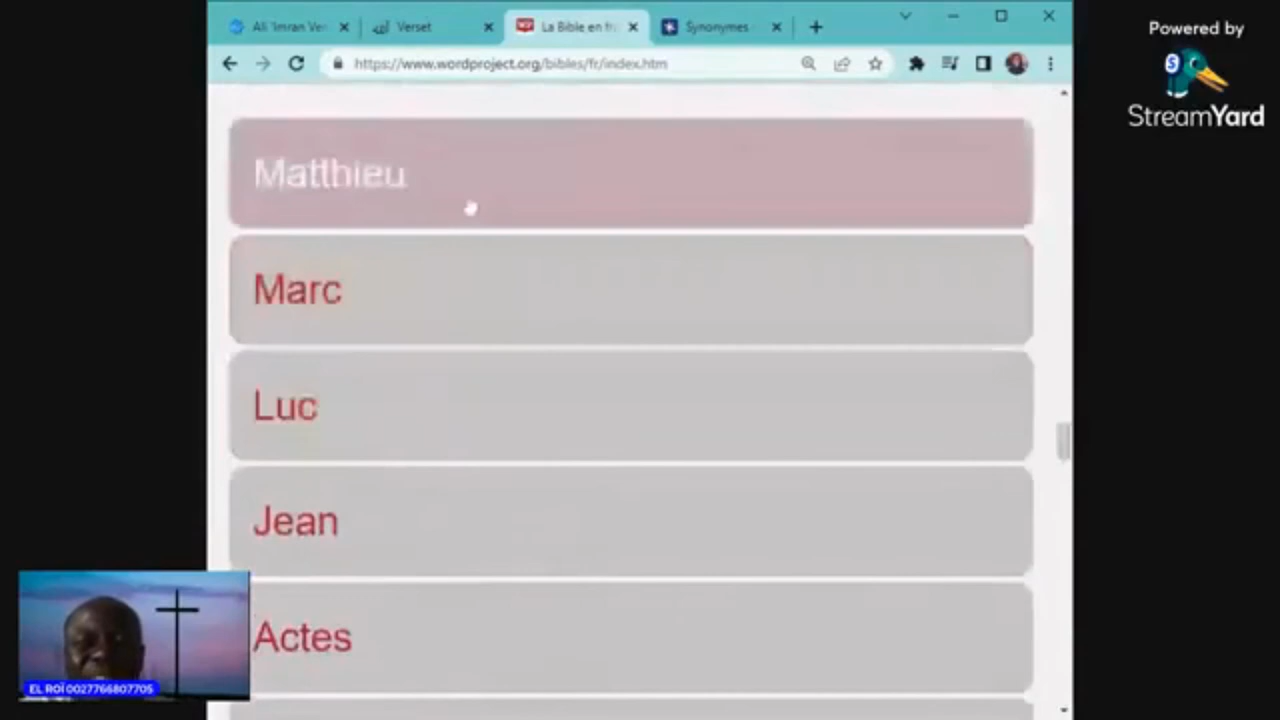 Ali 'Imran Ver
Verset
La Bible en fr
Synonymes
https://www.wordproject.org/bibles/fr/index.htm
Powered by
StreamYard
Matthieu
Marc
Luc
Jean
Actes
EL ROÏ 0027766807705